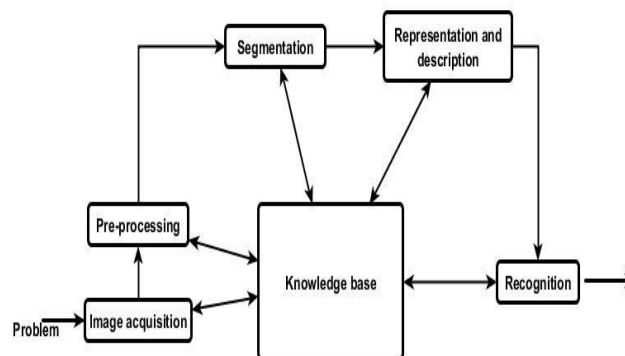 Segmentation
Representation and
description
Pre-processing
Knowledge base
Recognition
Image acquisition
Problem